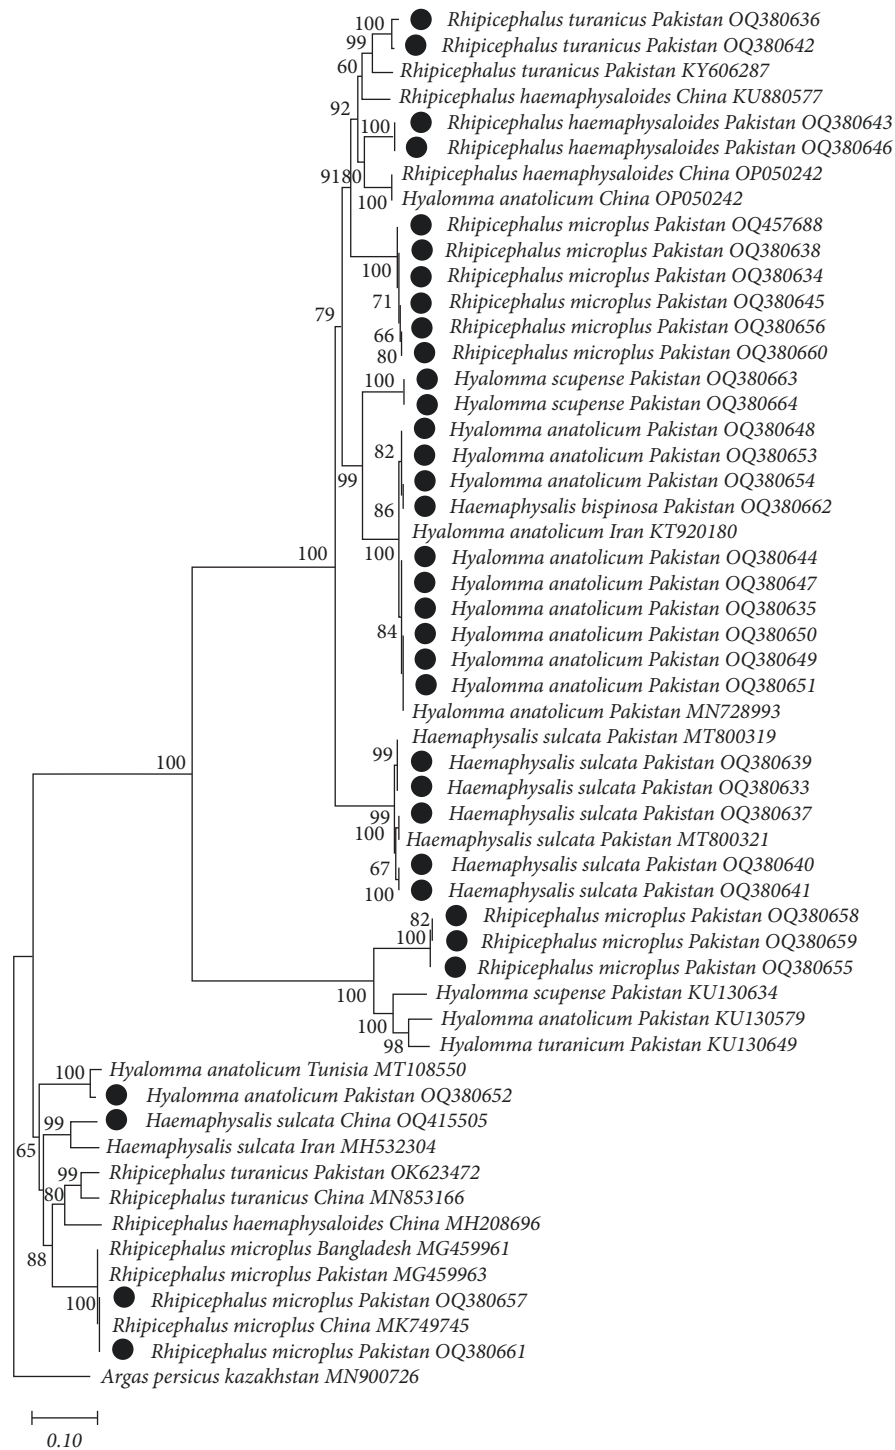 100
Rhipicephalus turanicus Pakistan OQ380636
99
Rhipicephalus turanicus Pakistan OQ380642
60
Rhipicephalus turanicus Pakistan KY606287
Rhipicephalus haemaphysaloides China KU880577
92
100
Rhipicephalus haemaphysaloides Pakistan OQ380643
Rhipicephalus haemaphysaloides Pakistan OQ380646
9180
Rhipicephalus haemaphysaloides China OP050242
100
Hyalomma anatolicum China OP050242
Rhipicephalus microplus Pakistan OQ457688
Rhipicephalus microplus Pakistan OQ380638
100
Rhipicephalus microplus Pakistan OQ380634
71
Rhipicephalus microplus Pakistan OQ380645
79
Rhipicephalus microplus Pakistan OQ380656
66
80
Rhipicephalus microplus Pakistan OQ380660
100
Hyalomma scupense Pakistan OQ380663
Hyalomma scupense Pakistan OQ380664
Hyalomma anatolicum Pakistan OQ380648
82
Hyalomma anatolicum Pakistan OQ380653
99
Hyalomma anatolicum Pakistan OQ380654
86
Haemaphysalis bispinosa Pakistan OQ380662
Hyalomma anatolicum Iran KT920180
100
100
Hyalomma anatolicum Pakistan OQ380644
Hyalomma anatolicum Pakistan OQ380647
Hyalomma anatolicum Pakistan OQ380635
84
Hyalomma anatolicum Pakistan OQ380650
Hyalomma anatolicum Pakistan OQ380649
Hyalomma anatolicum Pakistan OQ380651
Hyalomma anatolicum Pakistan MN728993
Haemaphysalis sulcata Pakistan MT800319
99
100
Haemaphysalis sulcata Pakistan OQ380639
Haemaphysalis sulcata Pakistan OQ380633
99
Haemaphysalis sulcata Pakistan OQ380637
100
Haemaphysalis sulcata Pakistan MT800321
67
Haemaphysalis sulcata Pakistan OQ380640
100
Haemaphysalis sulcata Pakistan OQ380641
82
Rhipicephalus microplus Pakistan OQ380658
100
Rhipicephalus microplus Pakistan OQ380659
Rhipicephalus microplus Pakistan OQ380655
100
Hyalomma scupense Pakistan KU130634
100
Hyalomma anatolicum Pakistan KU130579
98
Hyalomma turanicum Pakistan KU130649
100
Hyalomma anatolicum Tunisia MT108550
Hyalomma anatolicum Pakistan OQ380652
99
Haemaphysalis sulcata China OQ415505
65
Haemaphysalis sulcata Iran MH532304
99
Rhipicephalus turanicus Pakistan OK623472
80
Rhipicephalus turanicus China MN853166
Rhipicephalus haemaphysaloides China MH208696
88
Rhipicephalus microplus Bangladesh MG459961
Rhipicephalus microplus Pakistan MG459963
100
Rhipicephalus microplus Pakistan OQ380657
Rhipicephalus microplus China MK749745
Rhipicephalus microplus Pakistan OQ380661
Argas persicus kazakhstan MN900726
0.10